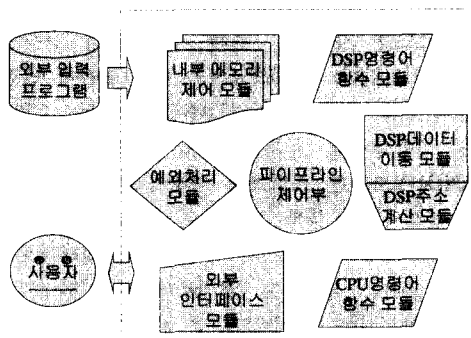 외부 입력
프로그램
내부 메모리
제어 모듈
DSP명령어
함수 모듈
예외처리
모듈
파이프라인
제어부
DSP데이터
이동 모듈
DSP주소
계산 모듈
사용자
외부
인터페이스
모듈
CPU명령어
함수 모듈